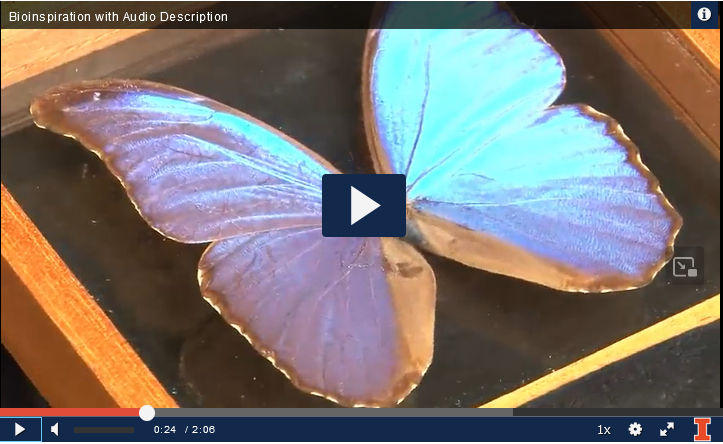 Bioinspiration with Audio Description
0:24 / 2:06
1x